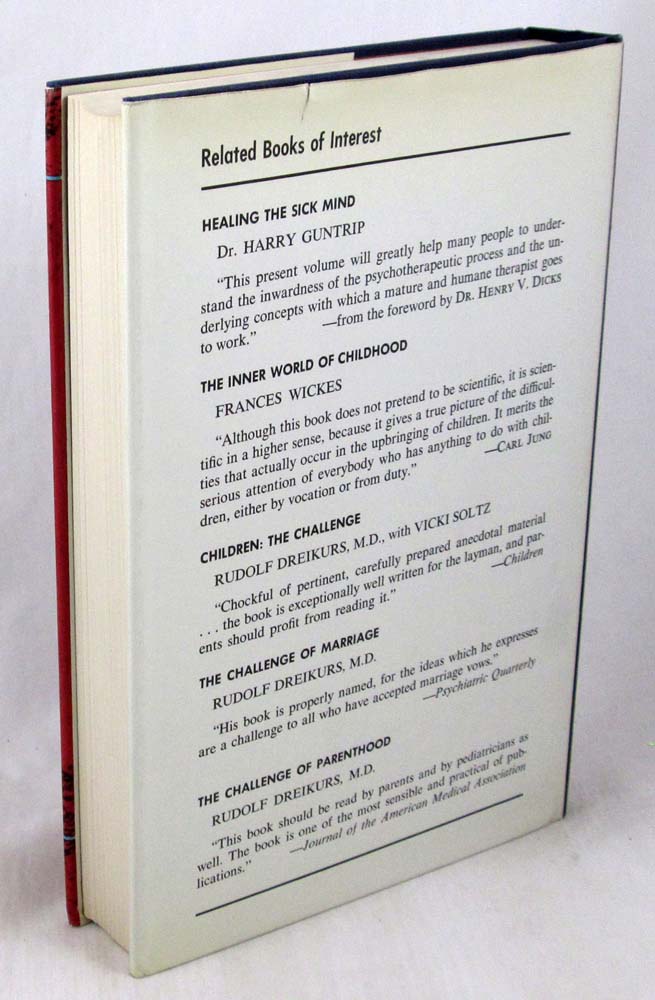 Related Books of Interest
HEALING THE SICK MIND
Dr. HARRY GUNTRIP
“This present volume will greatly help many people to under-
stand the inwardness of the psychotherapeutic process and the un-
derlying concepts with which a mature and humane therapist goes
to work.” —from the foreword by DR. HENRY V. DICKS
THE INNER WORLD OF CHILDHOOD
FRANCES WICKES
“Although this book does not pretend to be scientific, it is scien-
tific in a higher sense, because it gives a true picture of the difficul-
ties that actually occur in the upbringing of children. It merits the
serious attention of everybody who has anything to do with chil-
dren, either by vocation or from duty.” —CARL JUNG
CHILDREN: THE CHALLENGE
RUDOLF DREIKURS, M.D., with VICKI SOLTZ
“Chockful of pertinent, carefully prepared anecdotal material
. . . the book is exceptionally well written for the layman, and par-
ents should profit from reading it.” —Children
THE CHALLENGE OF MARRIAGE
RUDOLF DREIKURS, M.D.
“His book is properly named, for the ideas which he expresses
are a challenge to all who have accepted marriage vows.”
—Psychiatric Quarterly
THE CHALLENGE OF PARENTHOOD
RUDOLF DREIKURS, M.D.
“This book should be read by parents and by pediatricians as
well. The book is one of the most sensible and practical of pub-
lications.” —Journal of the American Medical Association